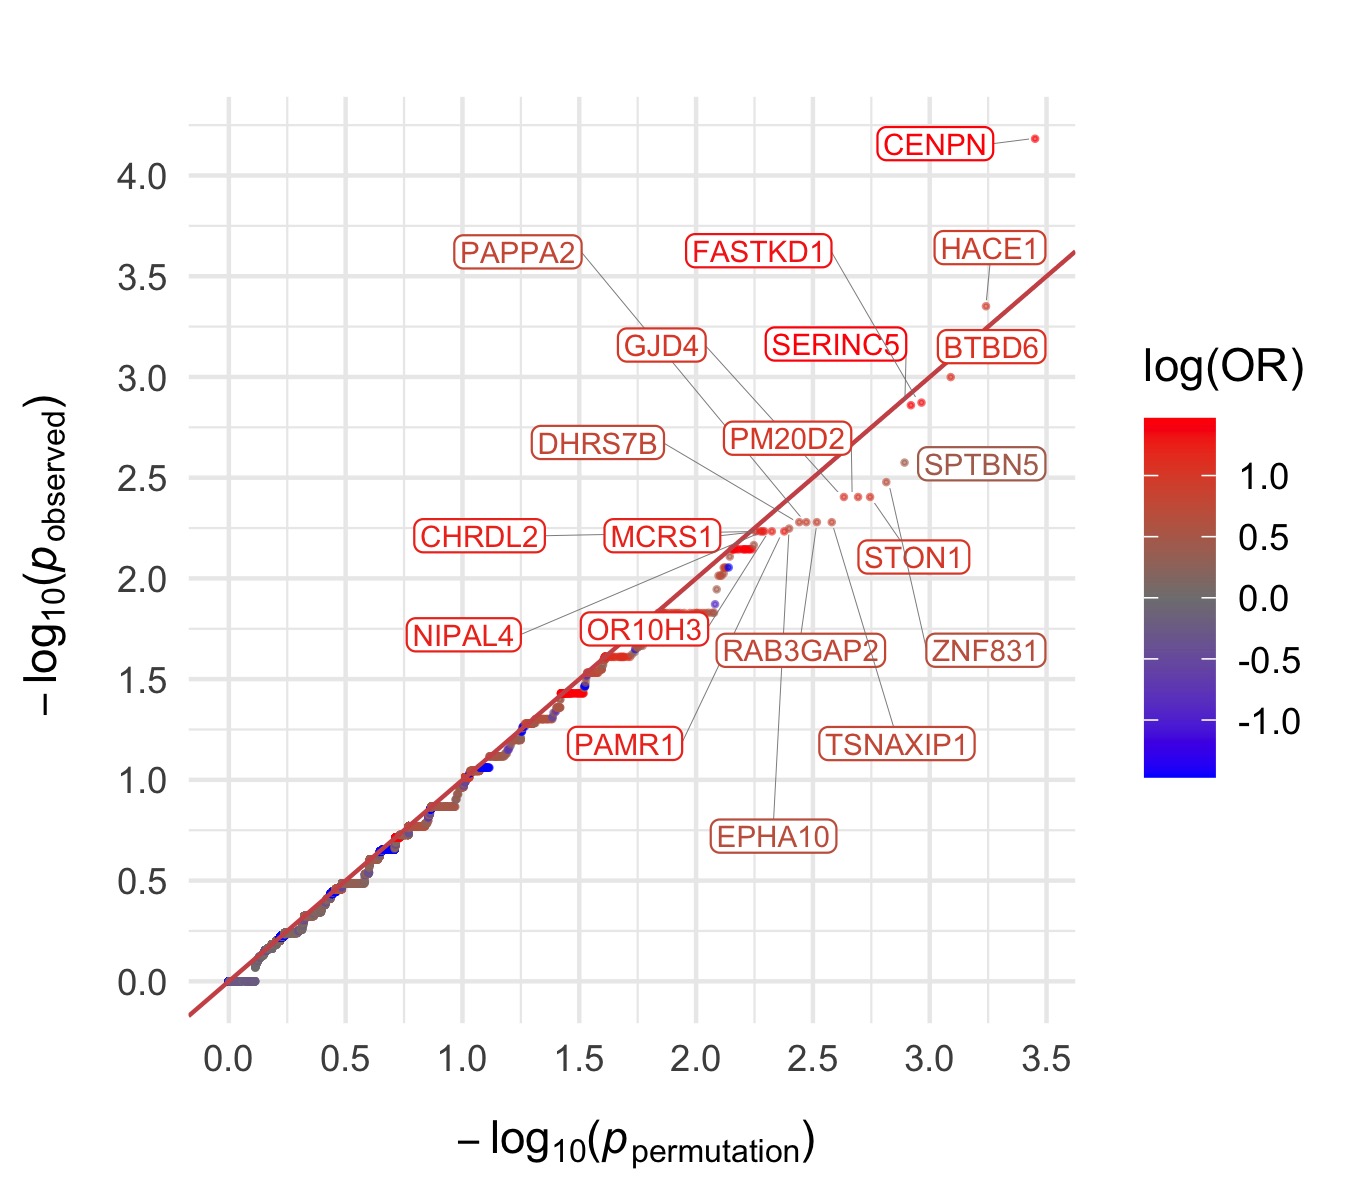 CENPN
4.0
PAPPA2
FASTKD1
HACE1
3.5
GJD4
SERINC5
BTBD6
log(OR)
3.0
DHRS7B
PM20D2
SPTBN5
1.0
2.5
CHRDL2
MCRS1
STON1
0.5
2.0
0.0
NIPAL4
OR10H3
RAB3GAP2
ZNF831
-0.5
1.5
-1.0
PAMR1
TSNAXIP1
1.0
EPHA10
0.5
0.0
− log10(pobserved)
0.0 0.5 1.0 1.5 2.0 2.5 3.0 3.5
− log10(ppermutation)